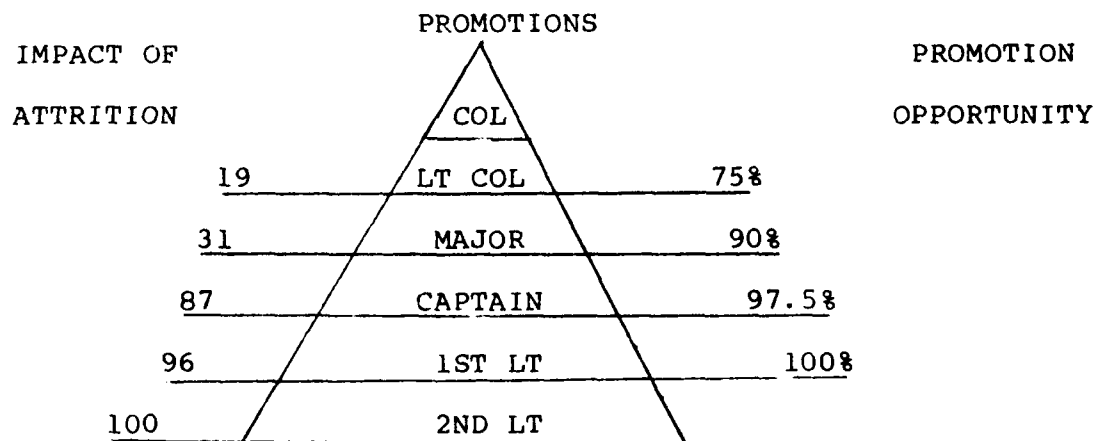 PROMOTIONS
IMPACT OF PROMOTION
ATTRITION COL OPPORTUNITY
19 LT COL 75%
31 MAJOR 90%
87 CAPTAIN 97.5%
96 1ST LT 100%
100 2ND LT